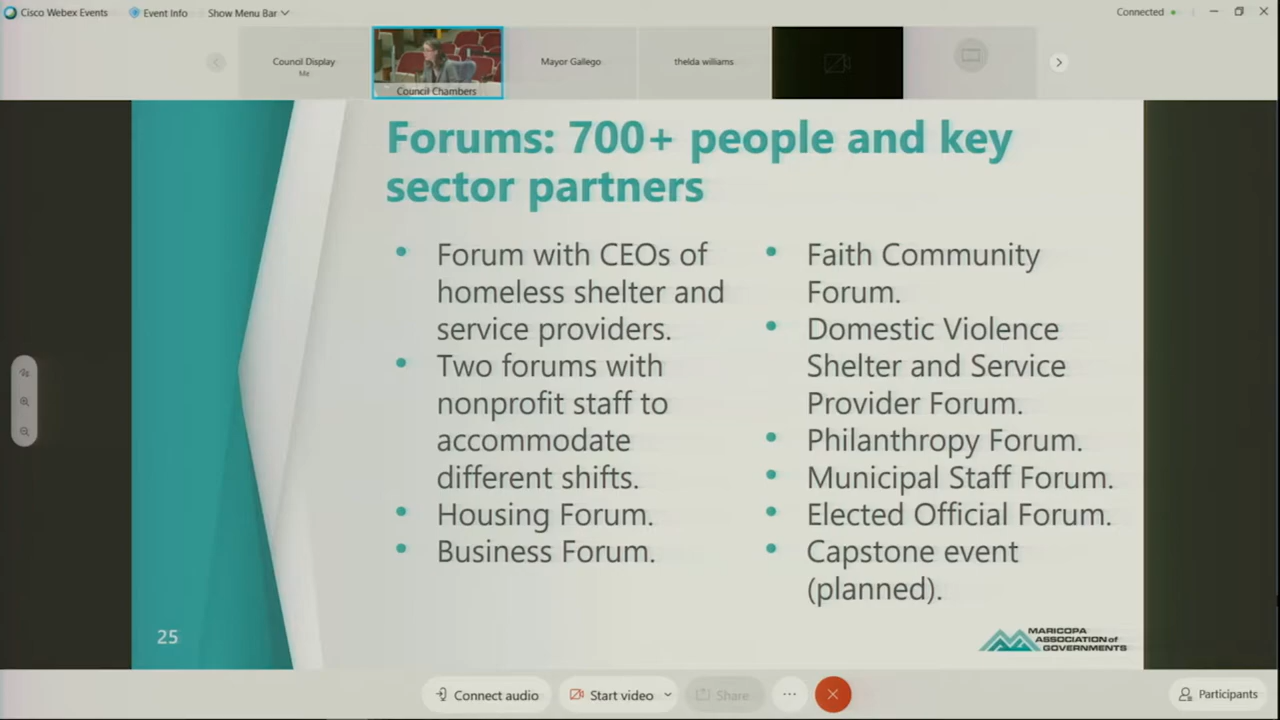 Cisco Webex Events
Event Info
Show Menu Bar
Connected
Council Display
Me
Council Chambers
Mayor Gallego
thelda williams
Forums: 700+ people and key
sector partners
• Forum with CEOs of
homeless shelter and
service providers.
• Two forums with
nonprofit staff to
accommodate
different shifts.
• Housing Forum.
• Business Forum.
• Faith Community
Forum.
• Domestic Violence
Shelter and Service
Provider Forum.
• Philanthropy Forum.
• Municipal Staff Forum.
• Elected Official Forum.
• Capstone event
(planned).
25
MARICOPA
ASSOCIATION of
GOVERNMENTS
Connect audio
Start video
Share
Participants